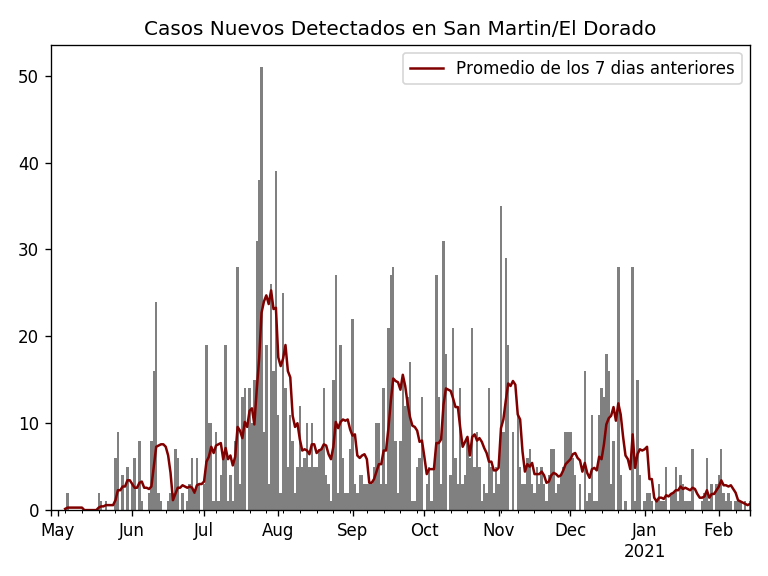 Casos Nuevos Detectados en San Martin/El Dorado
Promedio de los 7 dias anteriores
50
40
30
20
10
0
May Jun Jul Aug Sep Oct Nov Dec Jan Feb
2021